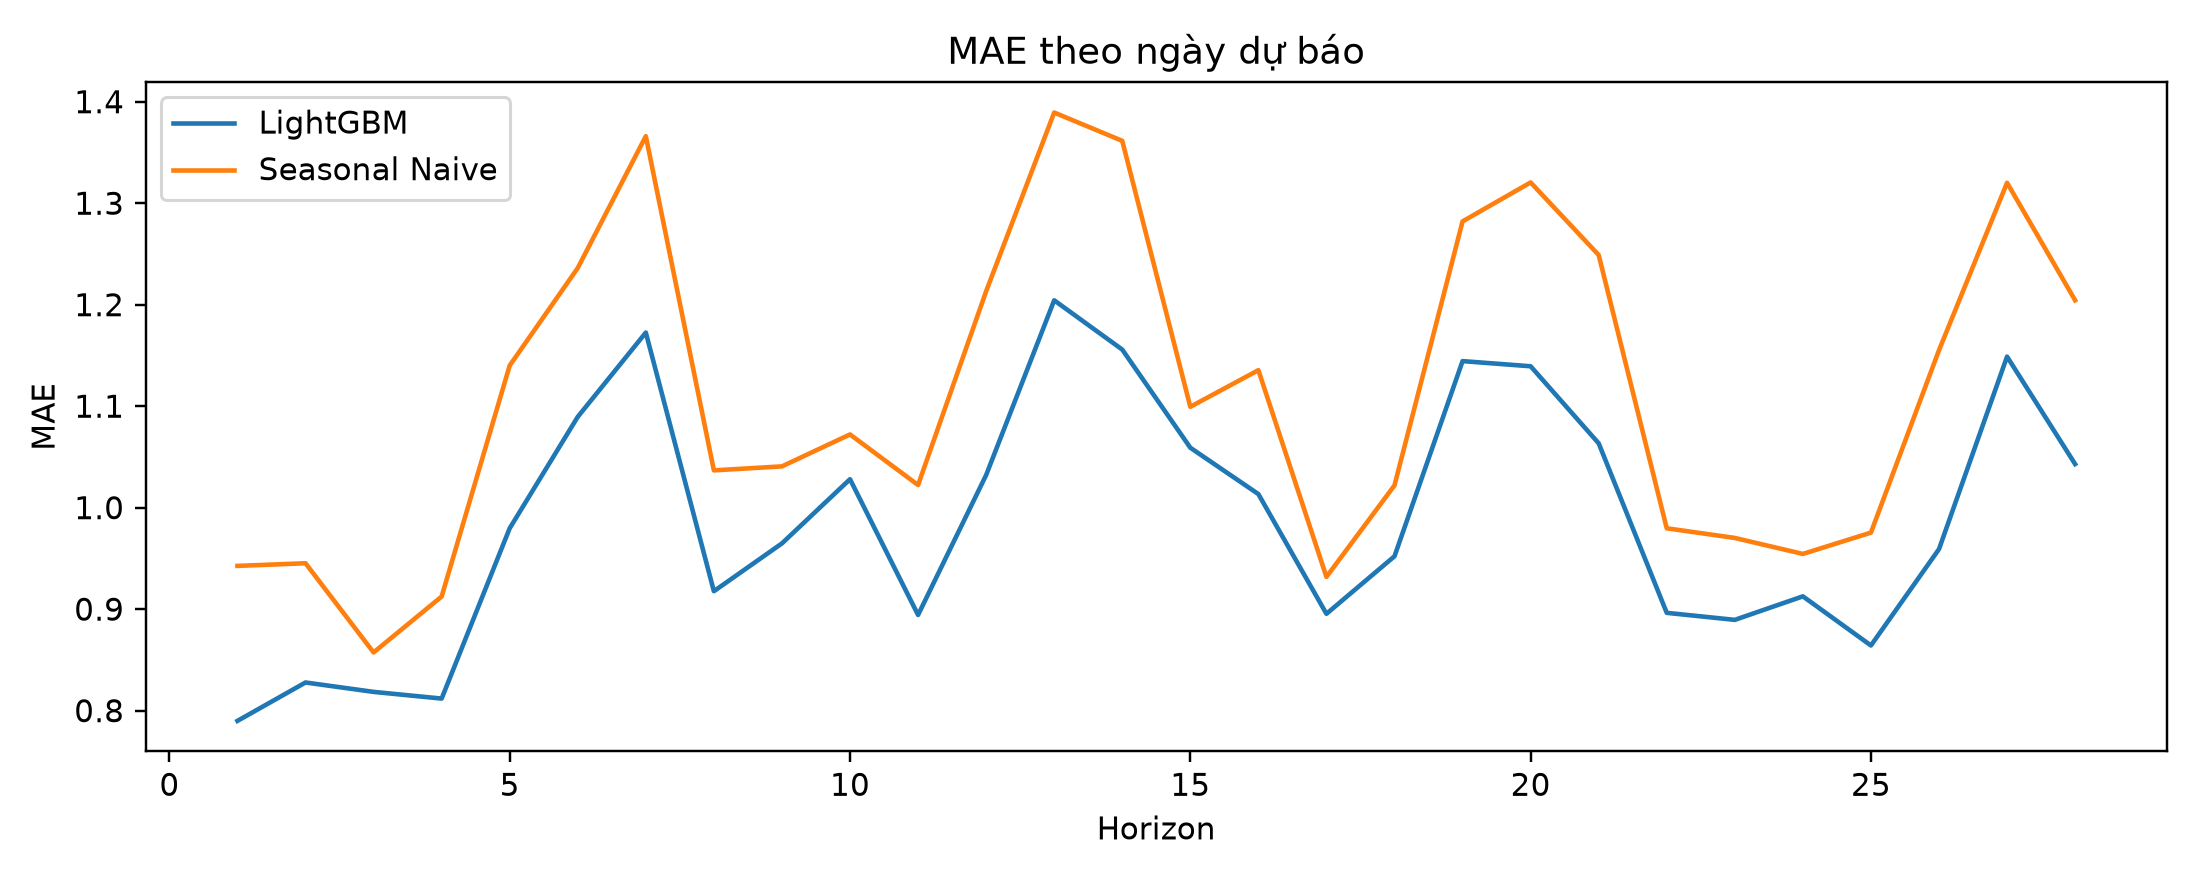 MAE theo ngày dự báo
LightGBM
Seasonal Naive
1.4
1.3
1.2
1.1
1.0
0.9
0.8
MAE
0 5 10 15 20 25
Horizon